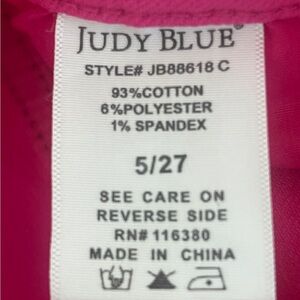 JUDY BLUE®
STYLE# JB88618 C
93%COTTON
6%POLYESTER
1% SPANDEX
5/27
SEE CARE ON
REVERSE SIDE
RN# 116380
MADE IN CHINA